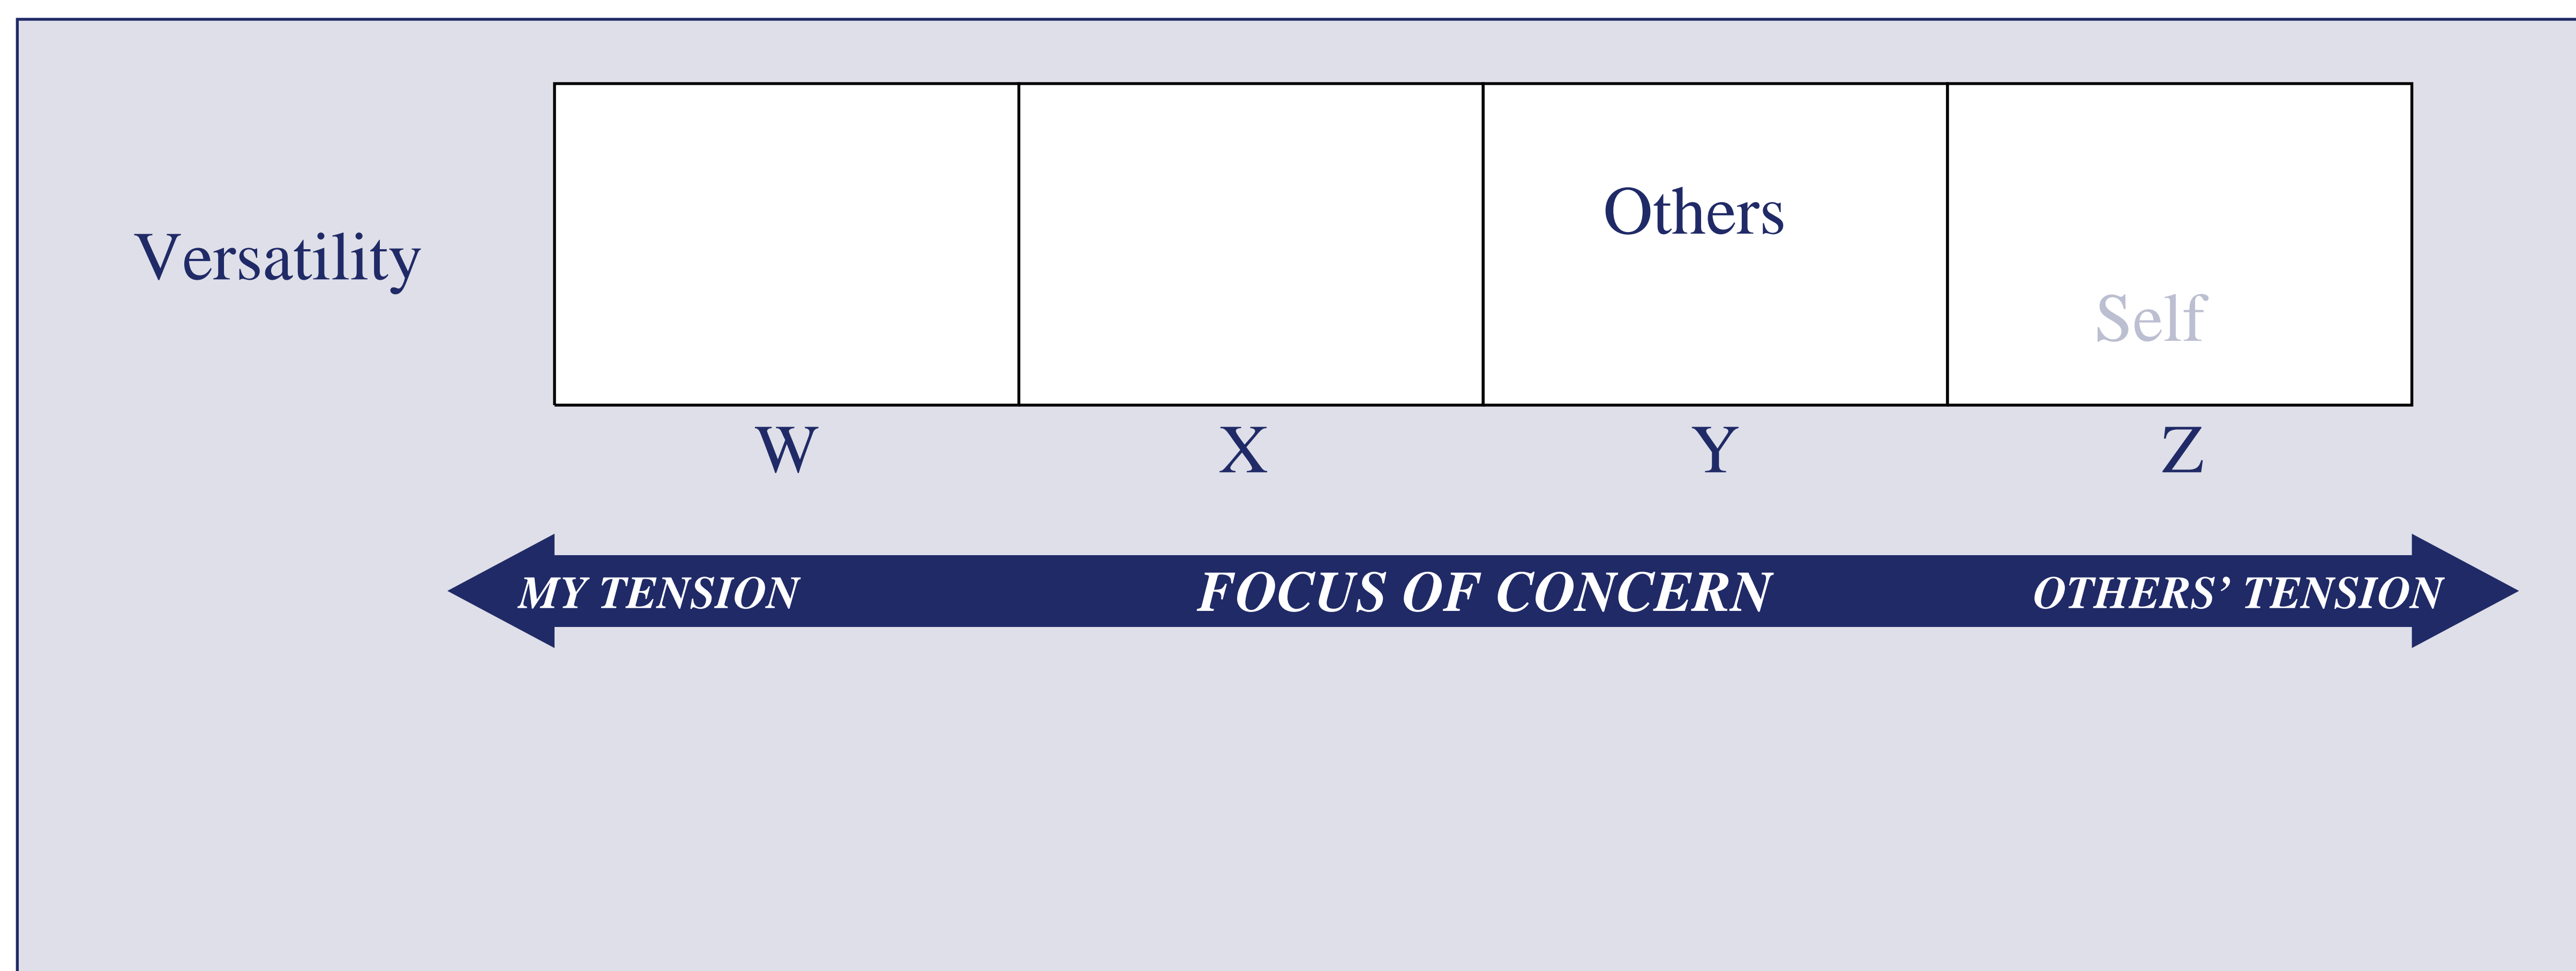 Others
Versatility
Self
W X Y Z
MY TENSION FOCUS OF CONCERN OTHERS’ TENSION